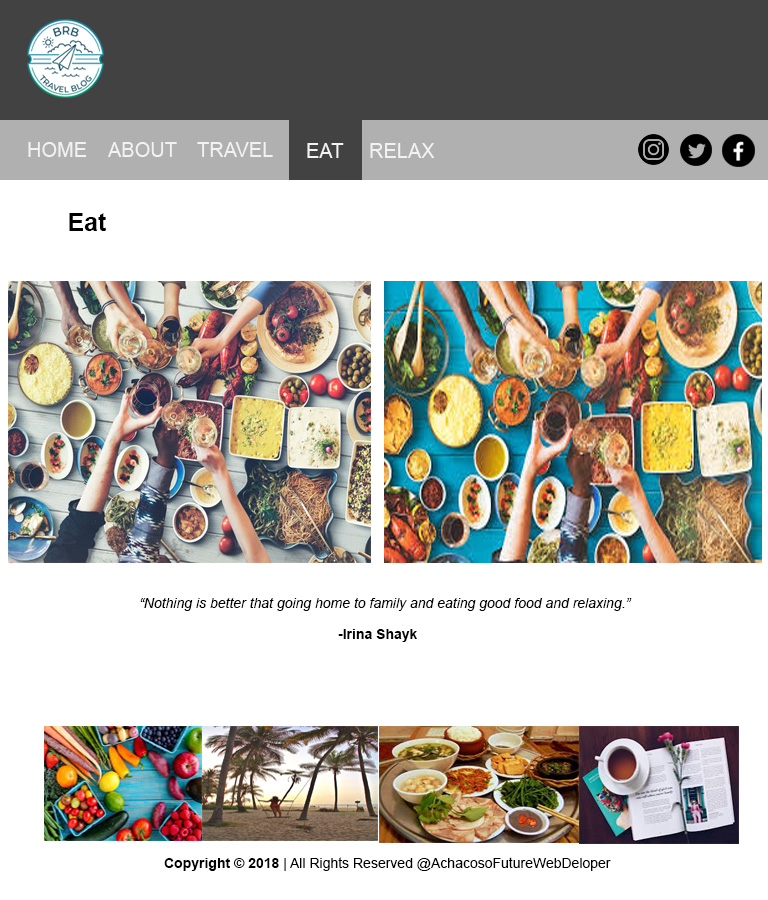 BRB
TRAVEL BLOG
HOME ABOUT TRAVEL EAT RELAX
Eat
“Nothing is better that going home to family and eating good food and relaxing.”
-Irina Shayk
Copyright © 2018 | All Rights Reserved @AchacosoFutureWebDeloper